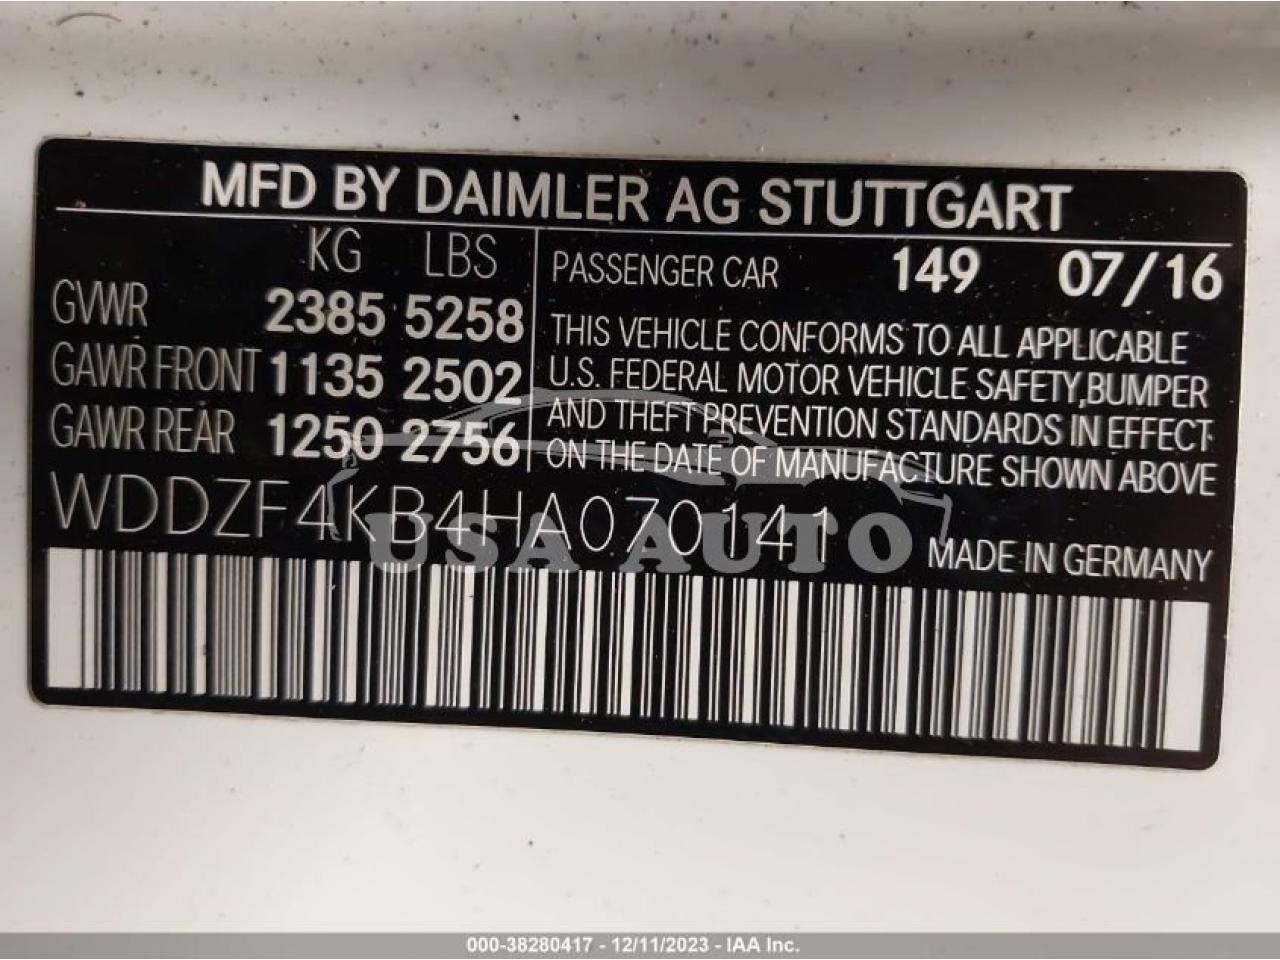 MFD BY DAIMLER AG STUTTGART
KG LBS
GVWR 2385 5258
GAWR FRONT 1135 2502
GAWR REAR 1250 2756
PASSENGER CAR 149 07/16
THIS VEHICLE CONFORMS TO ALL APPLICABLE
U.S. FEDERAL MOTOR VEHICLE SAFETY,BUMPER
AND THEFT PREVENTION STANDARDS IN EFFECT
ON THE DATE OF MANUFACTURE SHOWN ABOVE
WDDZF4KB4HA070141
USA AUTO
MADE IN GERMANY
000-38280417 - 12/11/2023 - IAA Inc.